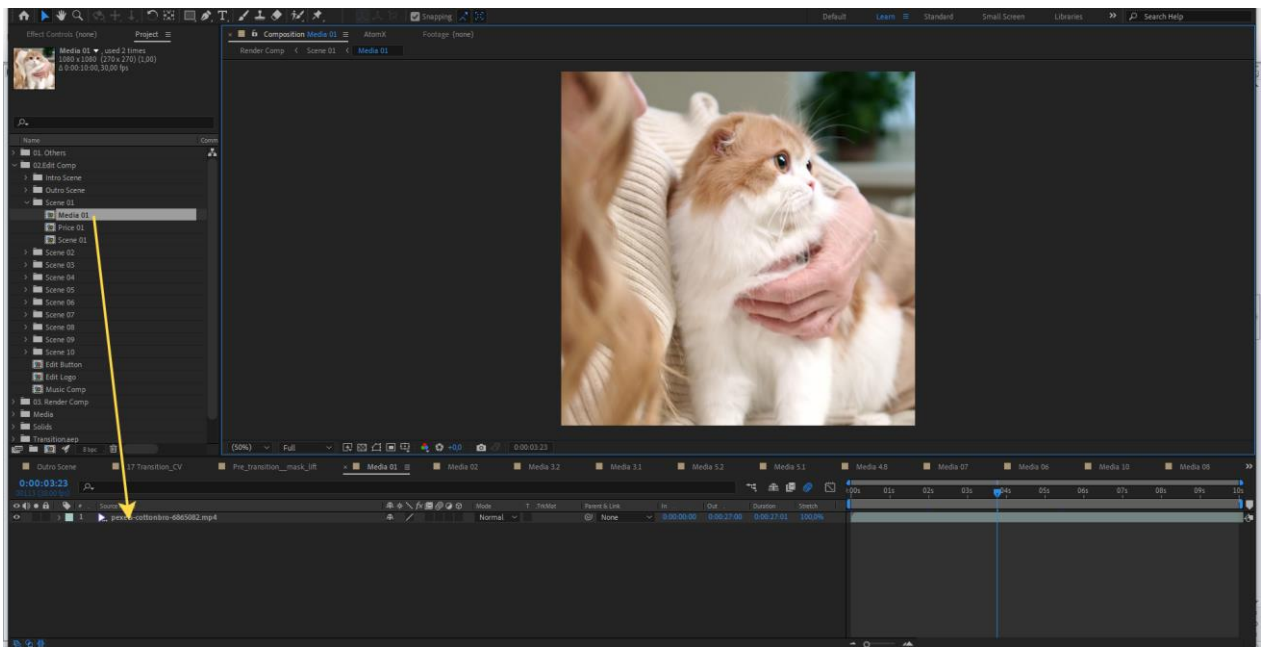 Snapping
Default Learn Standard Small Screen Libraries Search Help
Effect Controls (none) Project
Composition Media 01 AtomX Footage (none)
Media 01 , used 2 times
1080 x 1080 (270 x 270) (1,00)
Δ 0:00:10:00, 30,00 fps
Render Comp Scene 01 Media 01
Name Comm
01. Others
02.Edit Comp
Intro Scene
Outro Scene
Scene 01
Media 01
Price 01
Scene 01
Scene 02
Scene 03
Scene 04
Scene 05
Scene 06
Scene 07
Scene 08
Scene 09
Scene 10
Edit Button
Edit Logo
Music Comp
03. Render Comp
Media
Solids
Transition.aep
8 bpc
(50%) Full +0,0 0:00:03:23
Outro Scene 17 Transition_CV Pre_transition__mask_lift Media 01 Media 02 Media 3.2 Media 3.1 Media 5.2 Media 5.1 Media 4.8 Media 07 Media 06 Media 10 Media 08
0:00:03:23
00s 01s 02s 03s 04s 05s 06s 07s 08s 09s 10s
# Mode T TrkMat Parent & Link In Out Duration Stretch
1 Normal None 0:00:00:00 0:00:27:00 0:00:27:01 100,0%